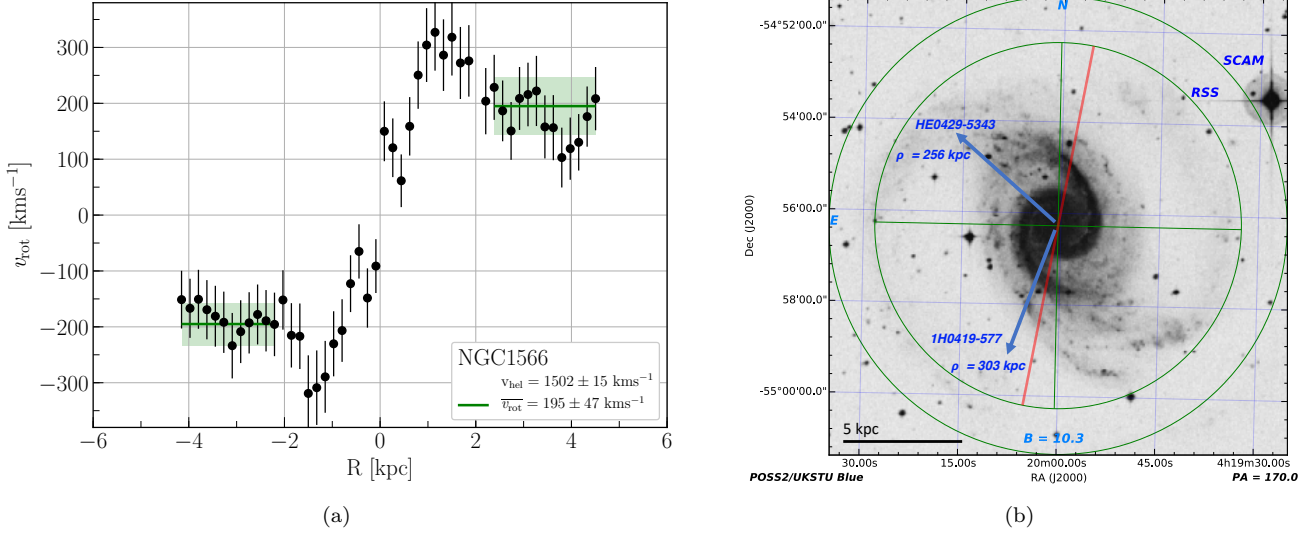 300
200
100
0
−100
−200
−300
v_rot [kms⁻¹]
NGC1566
v_hel = 1502 ± 15 kms⁻¹
v̅_rot = 195 ± 47 kms⁻¹
−6 −4 −2 0 2 4 6
R [kpc]
(a)
N
-54°52'00.0"
SCAM
RSS
54'00.0"
HE0429-5343
ρ = 256 kpc
56'00.0"
E
Dec (J2000)
58'00.0"
1H0419-577
ρ = 303 kpc
-55°00'00.0"
5 kpc
B = 10.3
30.00s 15.00s 20m00.00s 45.00s 4h19m30.00s
POSS2/UKSTU Blue RA (J2000) PA = 170.0
(b)